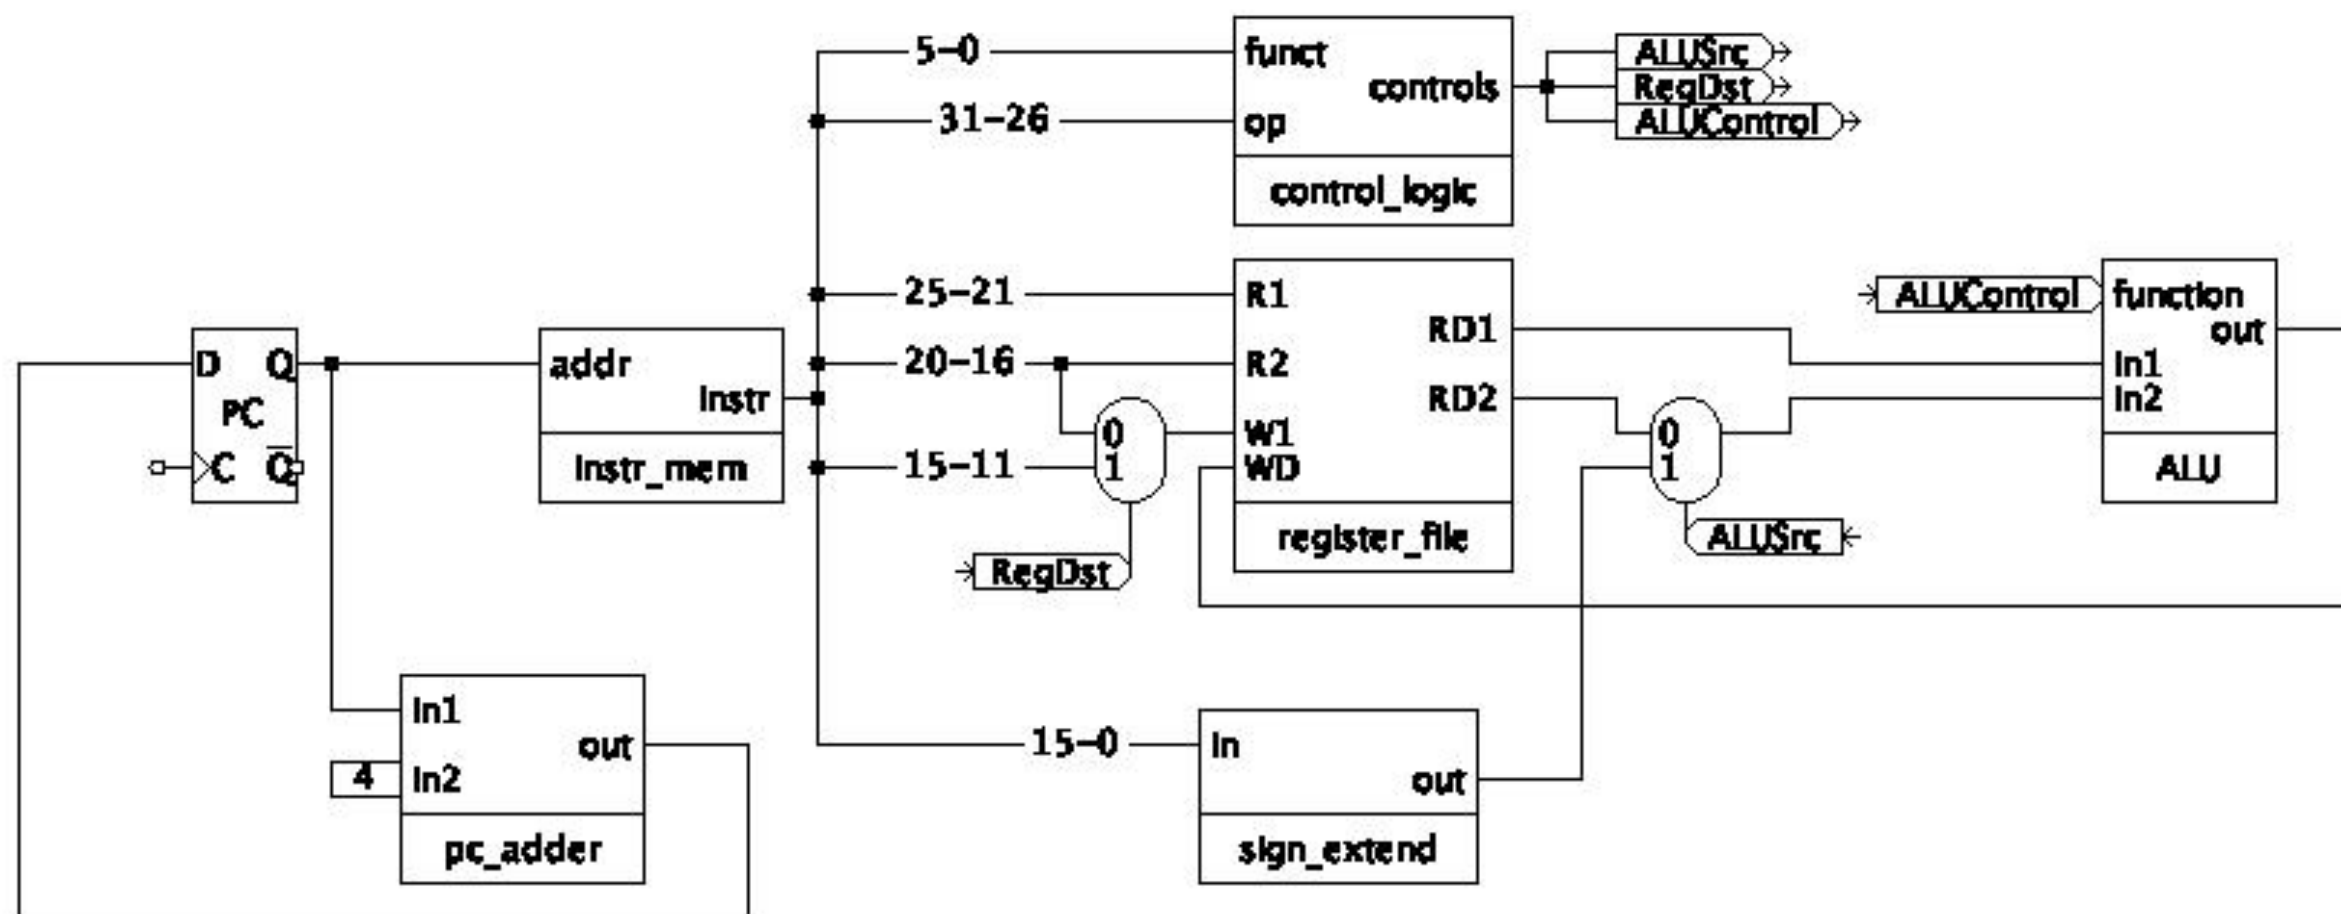 5-0
funct
controls
ALUSrc
RegDst
ALUControl
31-26
op
control_logic
25-21
R1
RD1
ALUControl
function
out
D Q
PC
C Q
addr
instr
instr_mem
20-16
R2
RD2
In1
In2
ALU
0
1
W1
WD
15-11
register_file
0
1
RegDst
ALUSrc
In1
out
4
In2
pc_adder
15-0
in
out
sign_extend